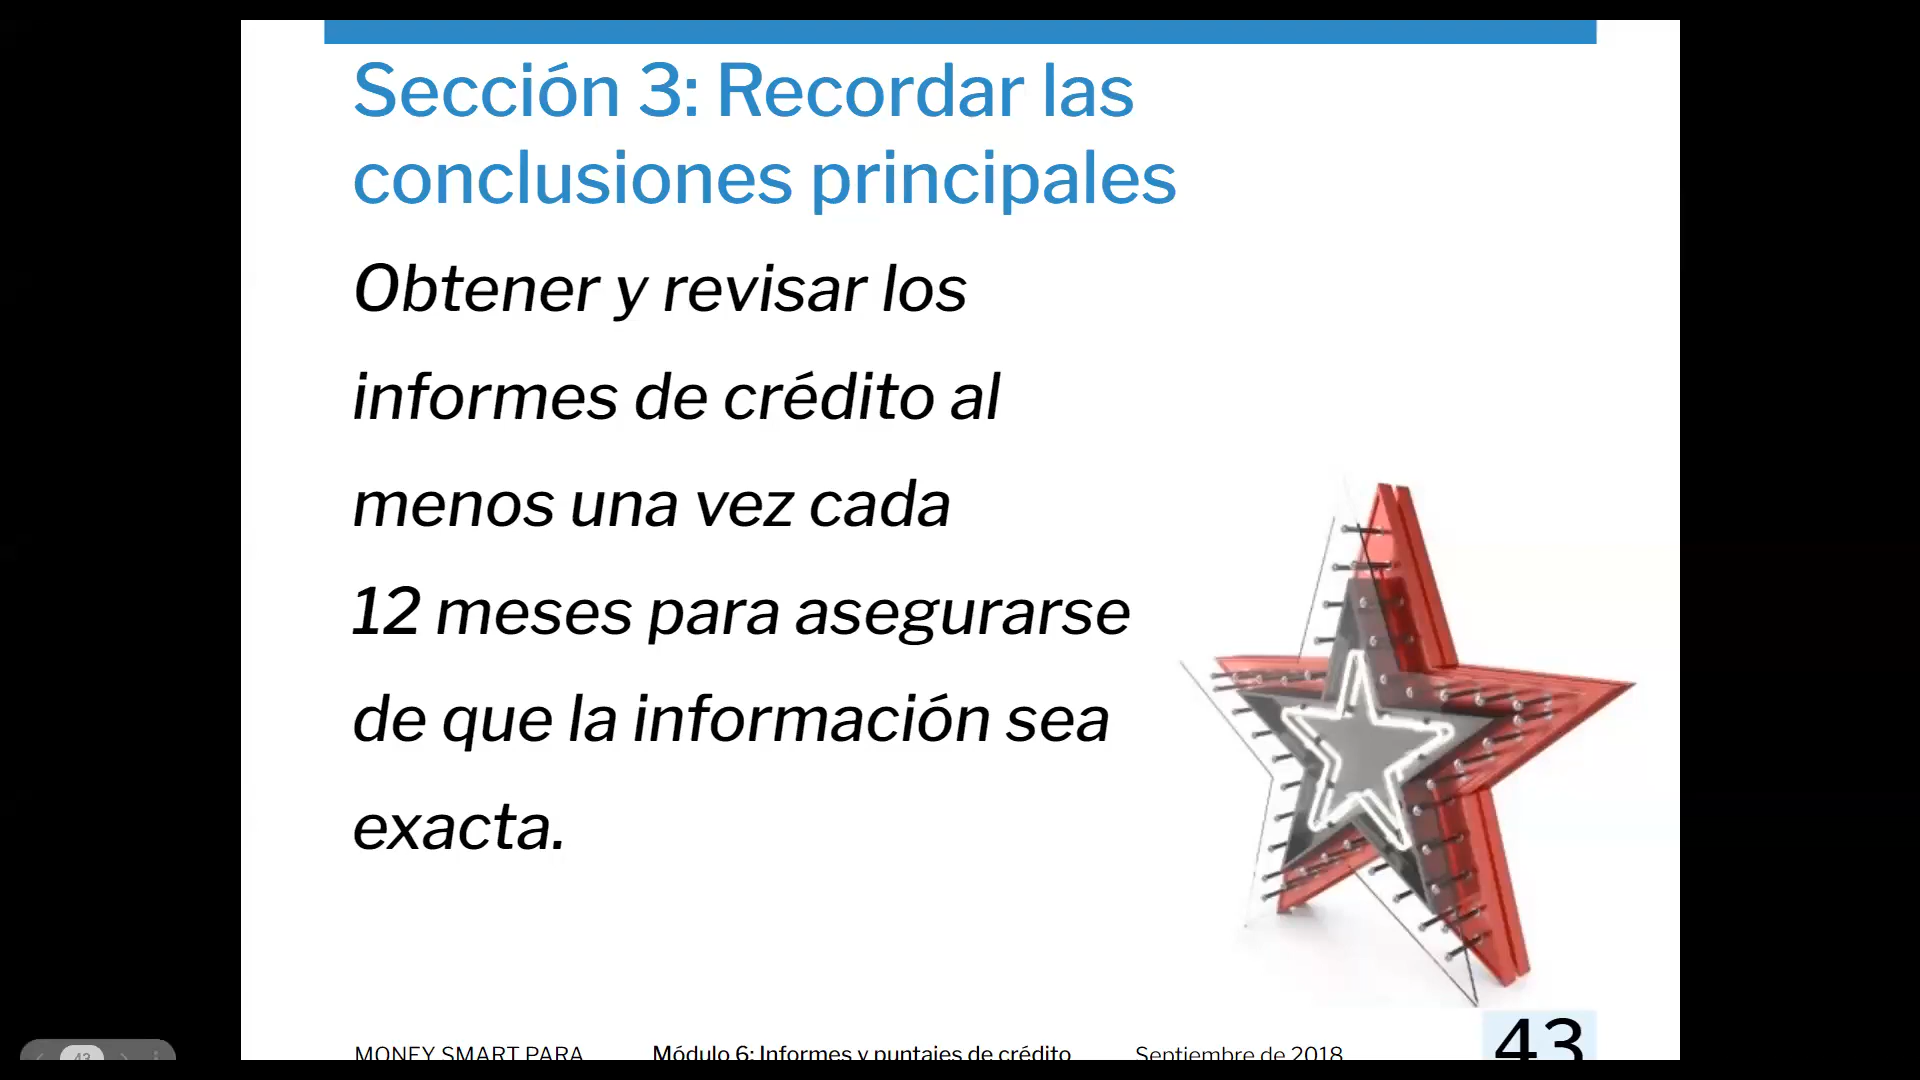 Sección 3: Recordar las
conclusiones principales
Obtener y revisar los
informes de crédito al
menos una vez cada
12 meses para asegurarse
de que la información sea
exacta.
MONEY SMART PARA
Módulo 6: Informes y puntajes de crédito
Septiembre de 2018
43
43